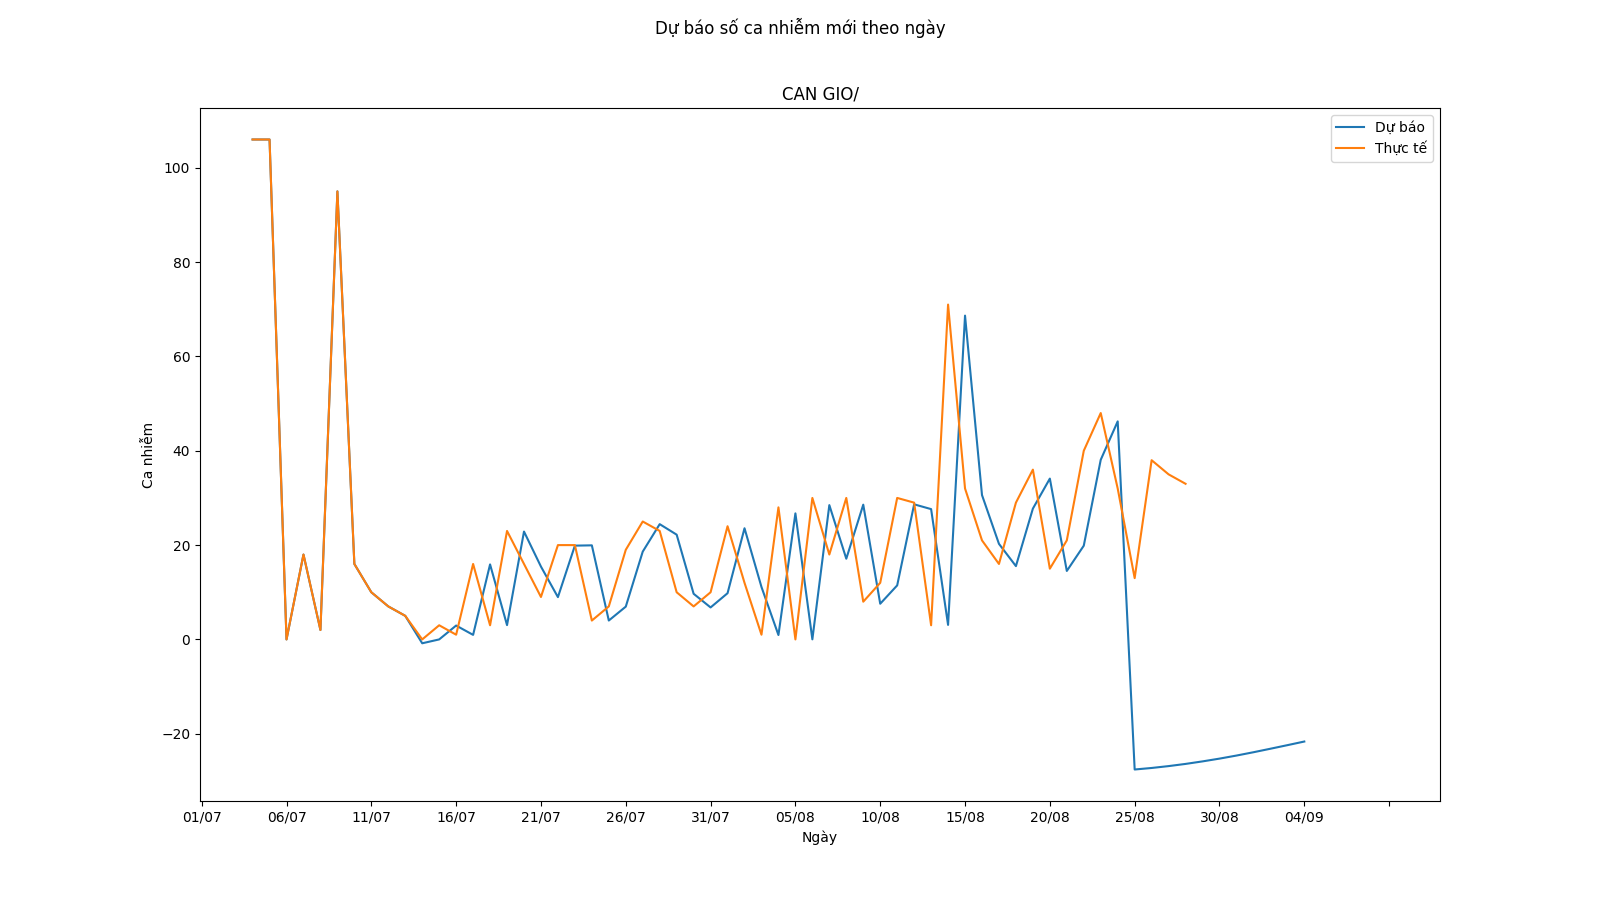 Dự báo số ca nhiễm mới theo ngày
CAN GIO/
Dự báo
Thực tế
100
80
60
40
20
0
−20
Ca nhiễm
01/07 06/07 11/07 16/07 21/07 26/07 31/07 05/08 10/08 15/08 20/08 25/08 30/08 04/09
Ngày